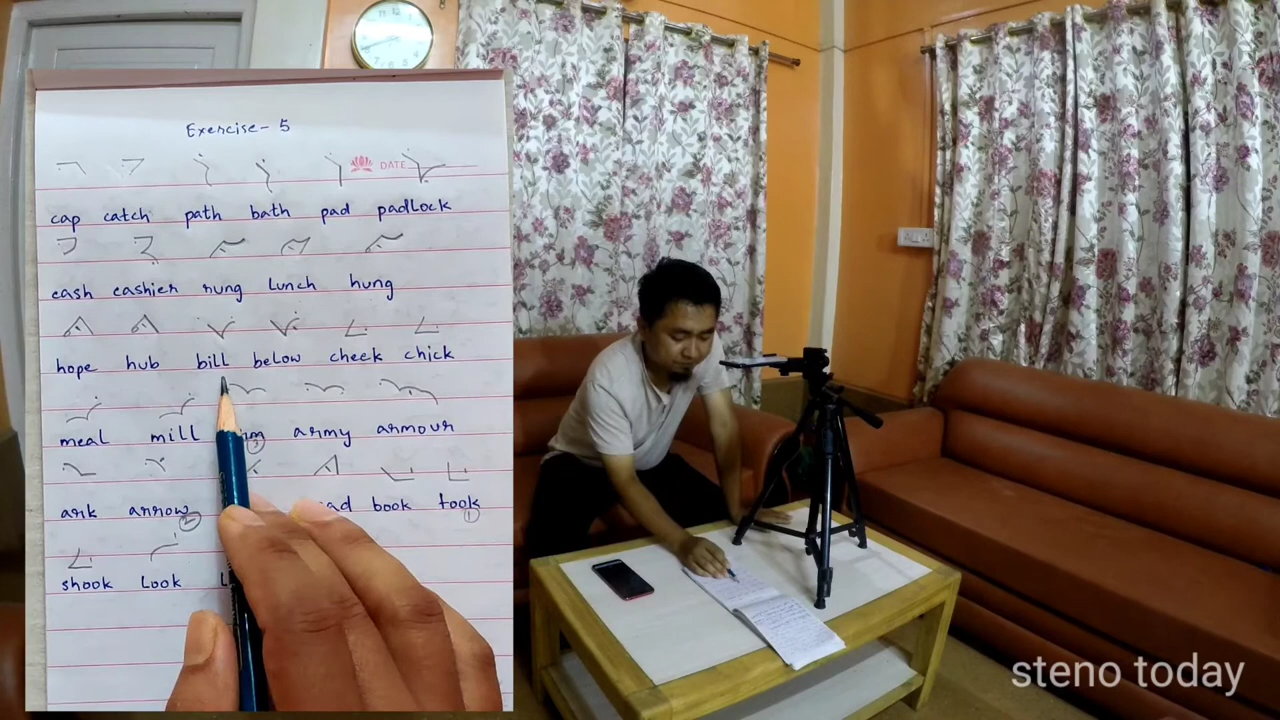 Exercise - 5
DATE
cap catch path bath pad padlock
cash cashier rung lunch hung
hope hub bill below cheek chick
meal mill army armour
ark arrow book took
shook look
steno today